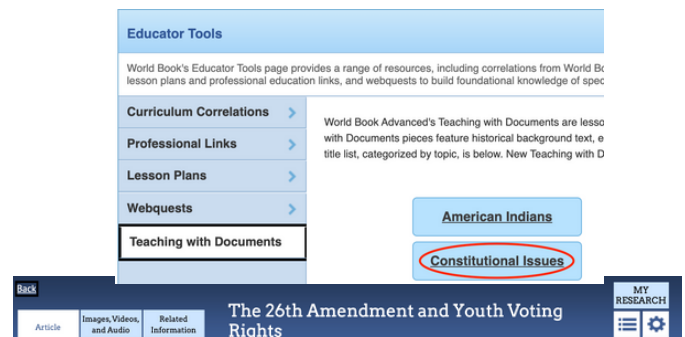 Educator Tools
World Book's Educator Tools page provides a range of resources, including correlations from World
lesson plans and professional education links, and webquests to build foundational knowledge of
Curriculum Correlations
World Book Advanced's Teaching with Documents are
Professional Links
with Documents pieces feature historical background text,
title list, categorized by topic, is below. New Teaching with
Lesson Plans
Webquests
Teaching with Documents
American Indians
Constitutional Issues
Back
MY
RESEARCH
Article
Images, Videos,
and Audio
Related
Information
The 26th Amendment and Youth Voting
Rights